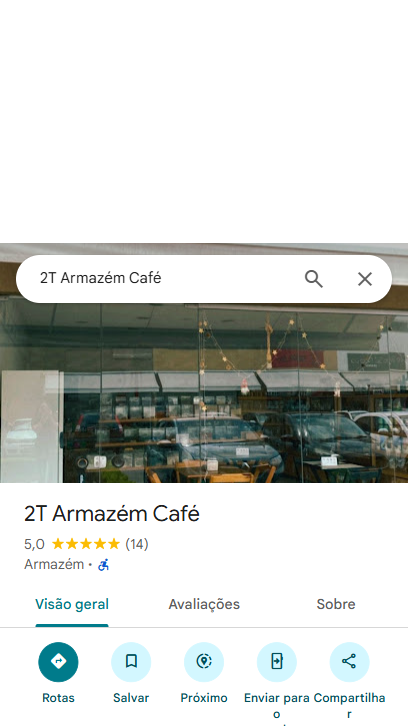 2T Armazém Café
2T Armazém Café
5,0 (14)
Armazém •
Visão geral Avaliações Sobre
Rotas Salvar Próximo Enviar para o Compartilhar